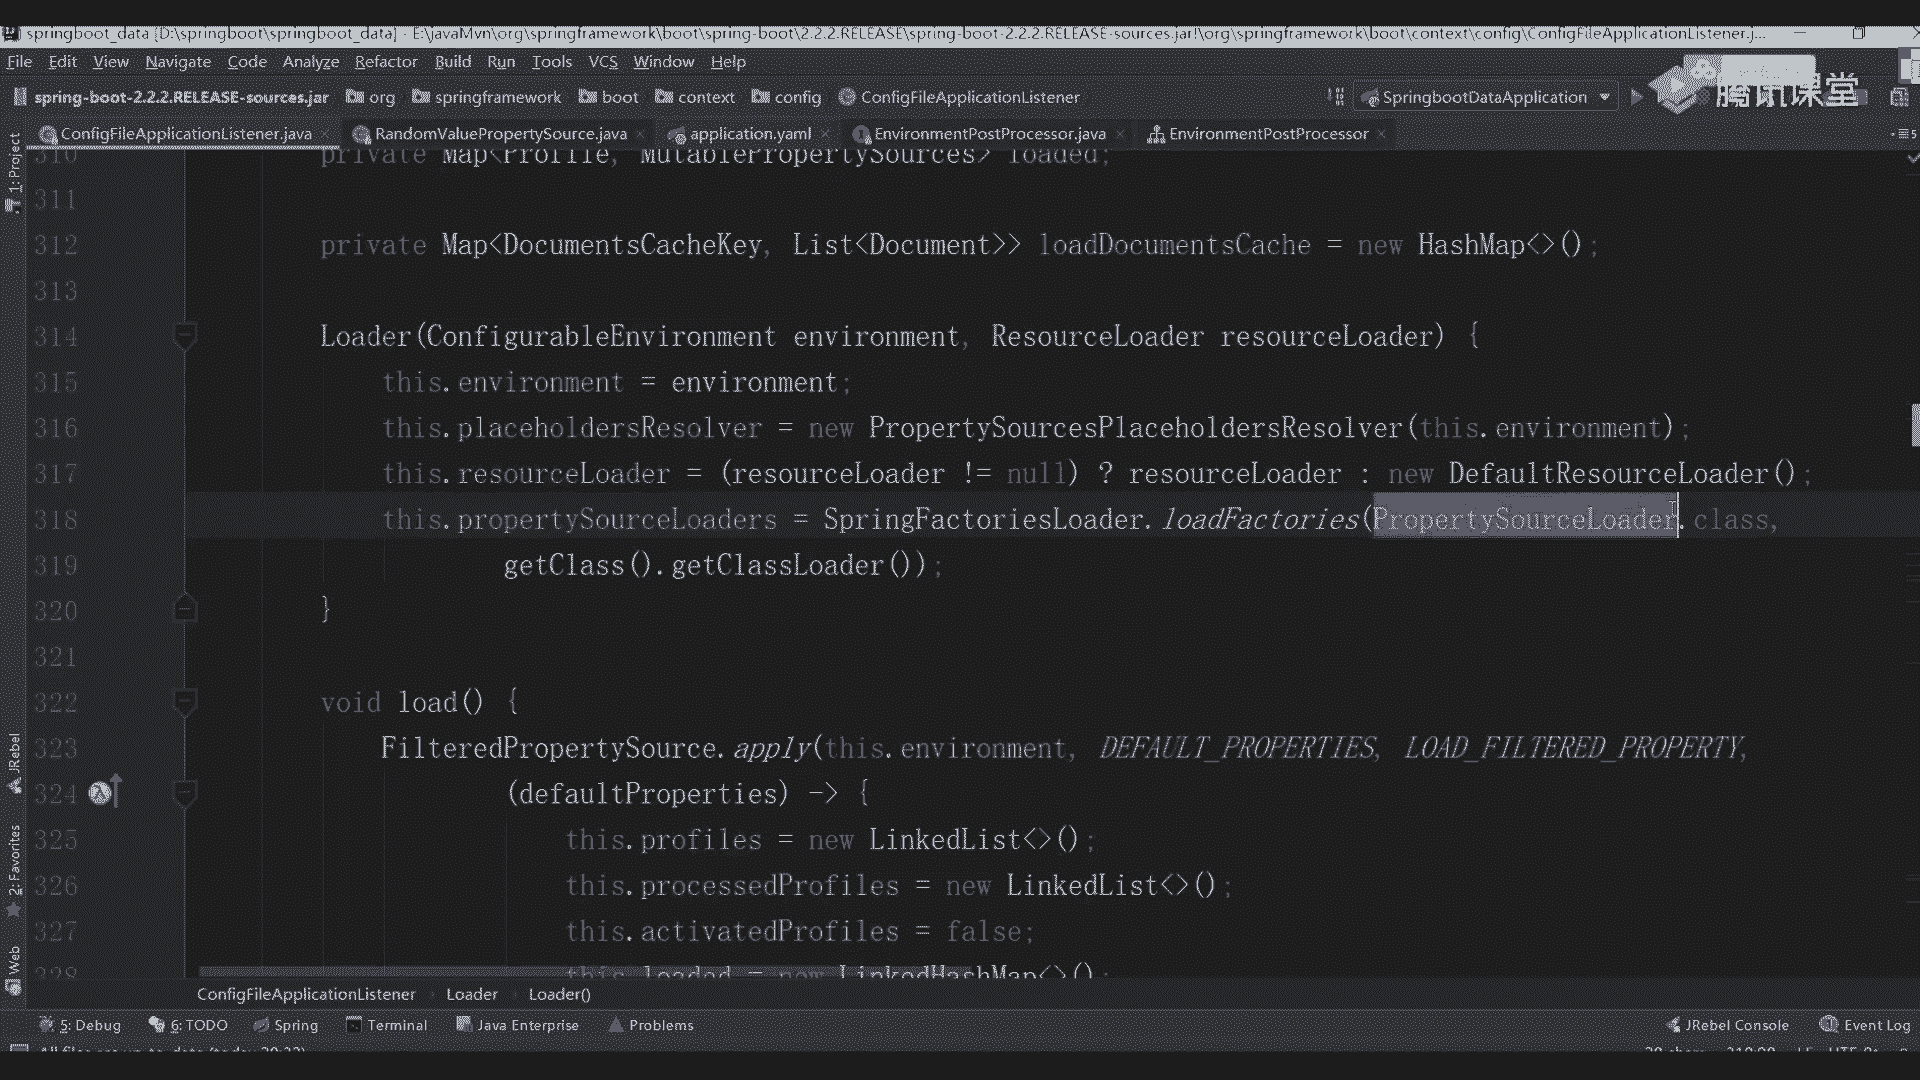 springboot_data [D:\springboot\springboot_data] - E:\javaMvn\org\springframework\boot\spring-boot\2.2.2.RELEASE\spring-boot-2.2.2.RELEASE-sources.jar!\org\springframework\boot\context\config\ConfigFileApplicationListener.j...
File Edit View Navigate Code Analyze Refactor Build Run Tools VCS Window Help
腾讯课堂
spring-boot-2.2.2.RELEASE-sources.jar org springframework boot context config ConfigFileApplicationListener SpringbootDataApplication
ConfigFileApplicationListener.java RandomValuePropertySource.java application.yaml EnvironmentPostProcessor.java EnvironmentPostProcessor
1: Project
310 private Map<Profile, MutablePropertySources> loaded;
311
312 private Map<DocumentsCacheKey, List<Document>> loadDocumentsCache = new HashMap<>();
313
314 Loader(ConfigurableEnvironment environment, ResourceLoader resourceLoader) {
315 this.environment = environment;
316 this.placeholdersResolver = new PropertySourcesPlaceholdersResolver(this.environment);
317 this.resourceLoader = (resourceLoader != null) ? resourceLoader : new DefaultResourceLoader();
318 this.propertySourceLoaders = SpringFactoriesLoader.loadFactories(PropertySourceLoader.class,
319 getClass().getClassLoader());
320 }
321
322 void load() {
323 FilteredPropertySource.apply(this.environment, DEFAULT_PROPERTIES, LOAD_FILTERED_PROPERTY,
324 (defaultProperties) -> {
325 this.profiles = new LinkedList<>();
326 this.processedProfiles = new LinkedList<>();
327 this.activatedProfiles = false;
328 this.loaded = new LinkedHashMap<>();
JRebel
2: Favorites
Web
ConfigFileApplicationListener Loader Loader()
5: Debug 6: TODO Spring Terminal Java Enterprise Problems JRebel Console Event Log